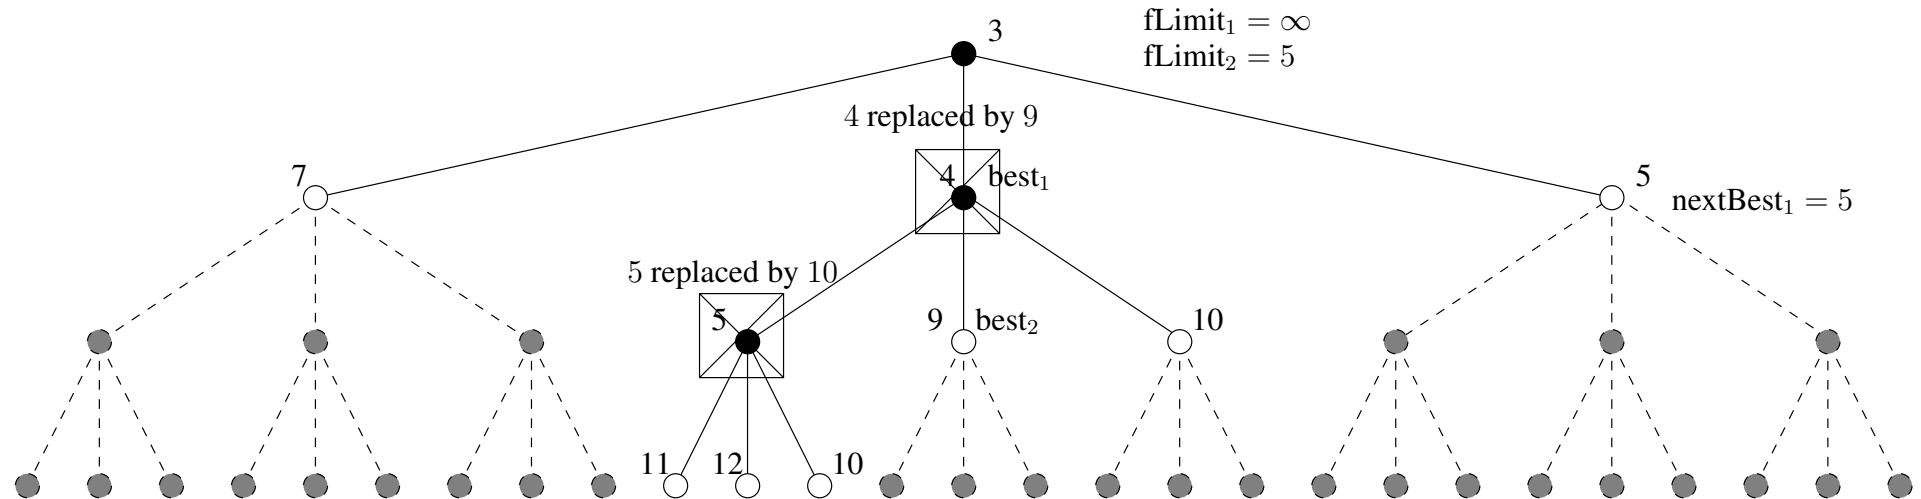 3
fLimit₁ = ∞
fLimit₂ = 5
4 replaced by 9
7
4
best₁
5
nextBest₁ = 5
5 replaced by 10
5
9
best₂
10
11
12
10